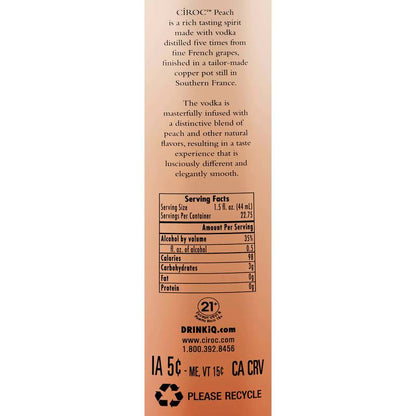 CÎROC™ Peach
is a rich tasting spirit
made with vodka
distilled five times from
fine French grapes,
finished in a tailor-made
copper pot still in
Southern France.
The vodka is
masterfully infused with
a distinctive blend of
peach and other natural
flavors, resulting in a taste
experience that is
lusciously different and
elegantly smooth.
Serving Facts
Serving Size 1.5 fl. oz. (44 mL)
Servings Per Container 22.75
Amount Per Serving
Alcohol by volume 35%
fl. oz. of alcohol 0.5
Calories 98
Carbohydrates 3g
Fat 0g
Protein 0g
21+
DRINKiQ.com
www.ciroc.com
1.800.392.8456
IA 5¢ - ME, VT 15¢ CA CRV
PLEASE RECYCLE